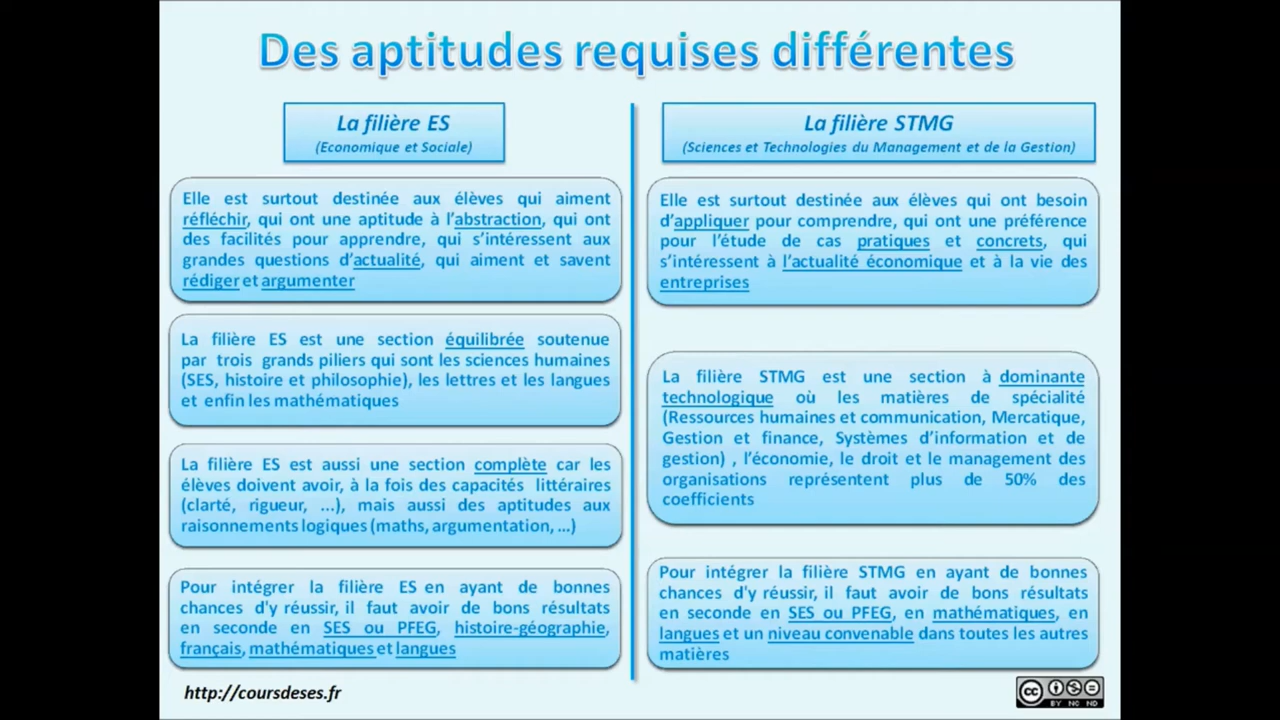 Des aptitudes requises différentes
La filière ES
(Economique et Sociale)
Elle est surtout destinée aux élèves qui aiment
réfléchir, qui ont une aptitude à l'abstraction, qui ont
des facilités pour apprendre, qui s'intéressent aux
grandes questions d'actualité, qui aiment et savent
rédiger et argumenter
La filière ES est une section équilibrée soutenue
par trois grands piliers qui sont les sciences humaines
(SES, histoire et philosophie), les lettres et les langues
et enfin les mathématiques
La filière ES est aussi une section complète car les
élèves doivent avoir, à la fois des capacités littéraires
(clarté, rigueur, ...), mais aussi des aptitudes aux
raisonnements logiques (maths, argumentation, ...)
Pour intégrer la filière ES en ayant de bonnes
chances d'y réussir, il faut avoir de bons résultats
en seconde en SES ou PFEG, histoire-géographie,
français, mathématiques et langues
http://coursdeses.fr
La filière STMG
(Sciences et Technologies du Management et de la Gestion)
Elle est surtout destinée aux élèves qui ont besoin
d'appliquer pour comprendre, qui ont une préférence
pour l'étude de cas pratiques et concrets, qui
s'intéressent à l'actualité économique et à la vie des
entreprises
La filière STMG est une section à dominante
technologique où les matières de spécialité
(Ressources humaines et communication, Mercatique,
Gestion et finance, Systèmes d'information et de
gestion) , l'économie, le droit et le management des
organisations représentent plus de 50% des
coefficients
Pour intégrer la filière STMG en ayant de bonnes
chances d'y réussir, il faut avoir de bons résultats
en seconde en SES ou PFEG, en mathématiques, en
langues et un niveau convenable dans toutes les autres
matières
cc
BY NC ND